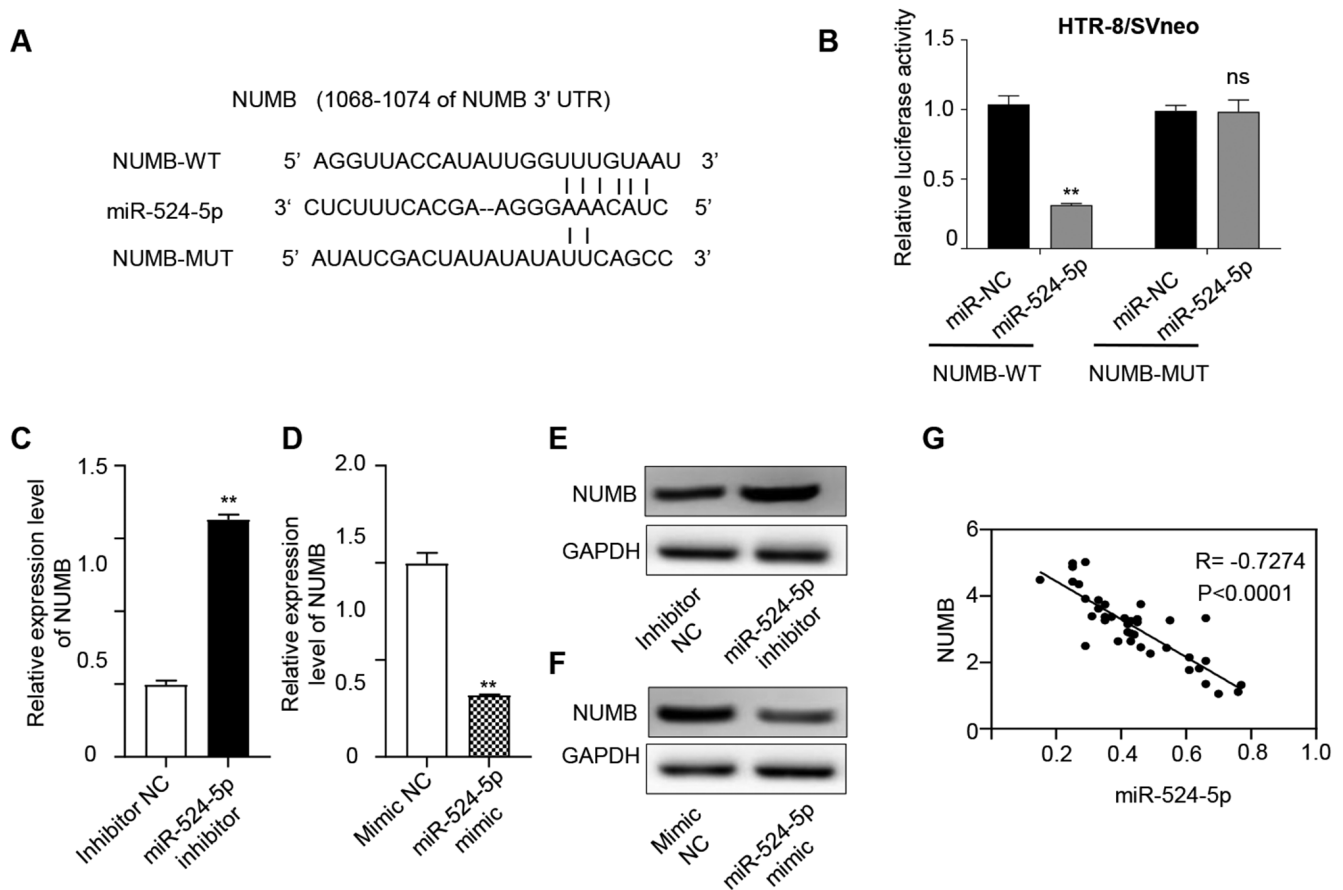 A
NUMB (1068-1074 of NUMB 3' UTR)
NUMB-WT 5' AGGUUACCAUAUUGGUUUGUAAU 3'
miR-524-5p 3' CUCUUUCACGA--AGGGAAACAUC 5'
NUMB-MUT 5' AUAUCGACUAUAUAUAUUCAGCC 3'
B
HTR-8/SVneo
Relative luciferase activity
1.5
1.0
0.5
0
**
ns
miR-NC
miR-524-5p
miR-NC
miR-524-5p
NUMB-WT
NUMB-MUT
C
Relative expression level
of NUMB
1.5
1.0
0.5
0
**
Inhibitor NC
miR-524-5p
inhibitor
D
Relative expression
level of NUMB
2.0
1.5
1.0
0.5
0
**
Mimic NC
miR-524-5p
mimic
E
NUMB
GAPDH
Inhibitor
NC
miR-524-5p
inhibitor
F
NUMB
GAPDH
Mimic
NC
miR-524-5p
mimic
G
NUMB
6
4
2
0
R= -0.7274
P<0.0001
0.2 0.4 0.6 0.8 1.0
miR-524-5p